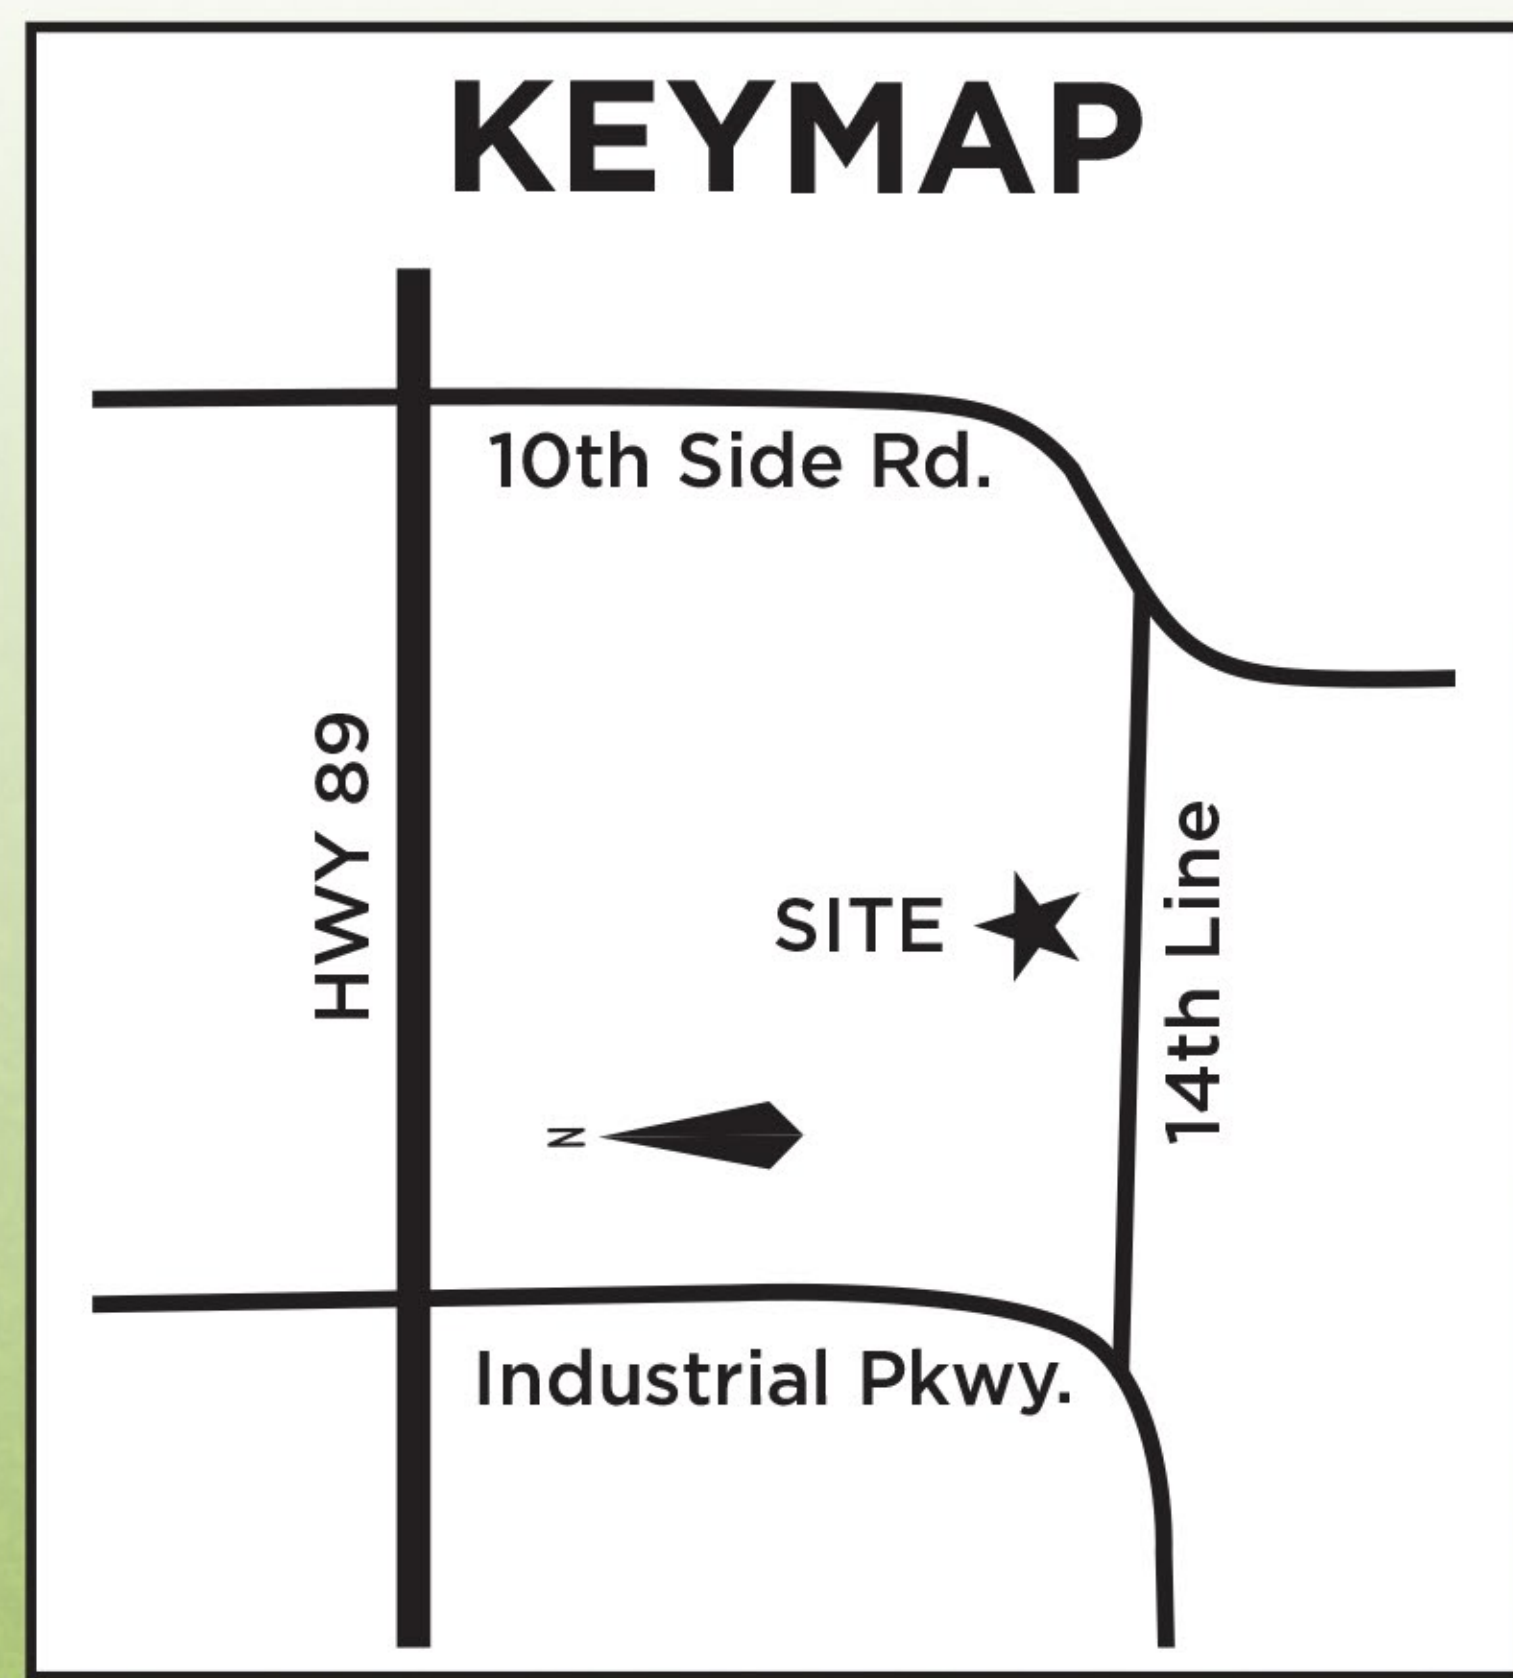 KEYMAP
10th Side Rd.
HWY 89
SITE
14th Line
N
Industrial Pkwy.